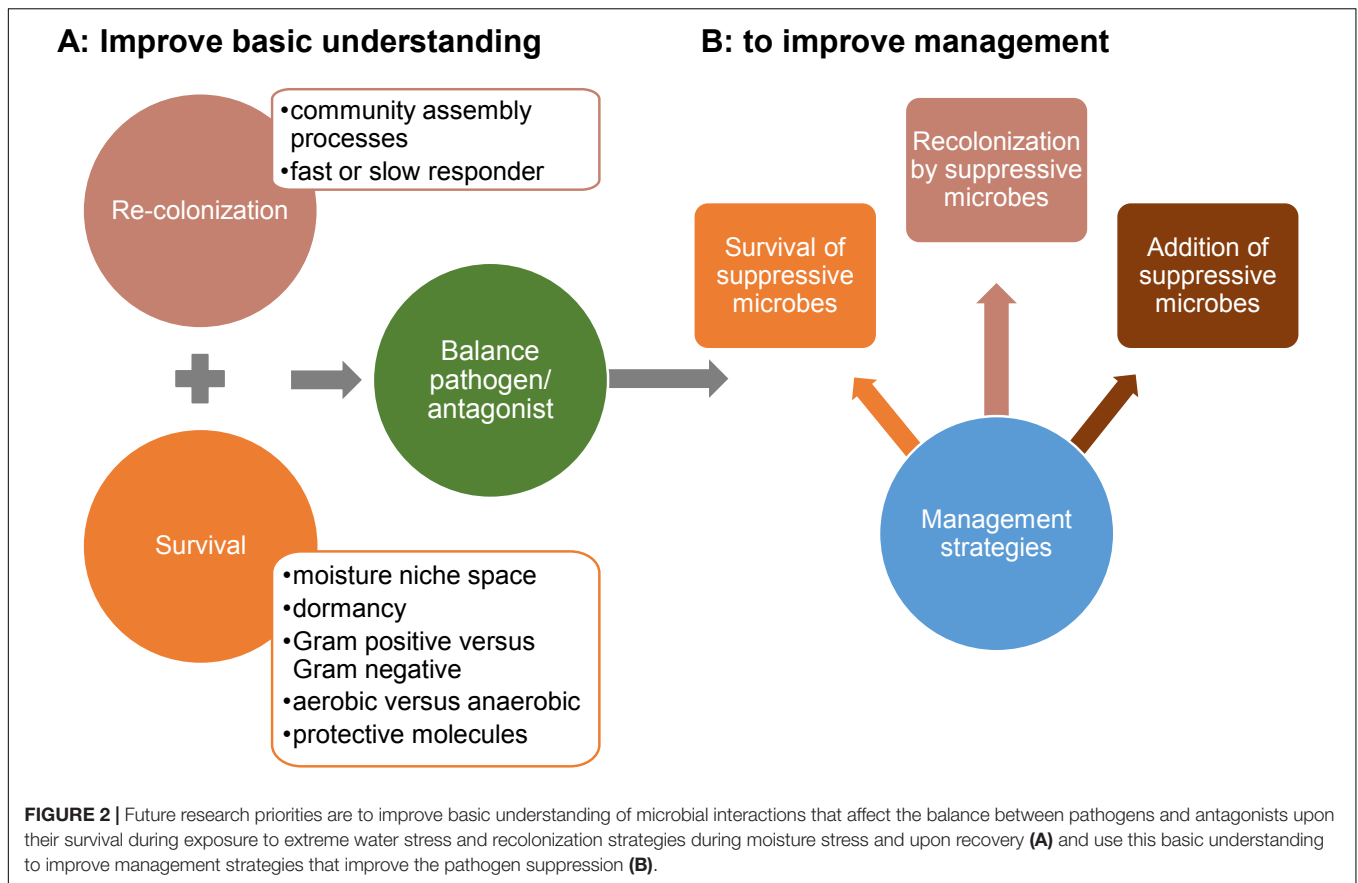 A: Improve basic understanding
B: to improve management
Re-colonization
•community assembly
processes
•fast or slow responder
Balance
pathogen/
antagonist
Survival
•moisture niche space
•dormancy
•Gram positive versus
Gram negative
•aerobic versus anaerobic
•protective molecules
Survival of
suppressive
microbes
Recolonization
by suppressive
microbes
Addition of
suppressive
microbes
Management
strategies
FIGURE 2 | Future research priorities are to improve basic understanding of microbial interactions that affect the balance between pathogens and antagonists upon
their survival during exposure to extreme water stress and recolonization strategies during moisture stress and upon recovery (A) and use this basic understanding
to improve management strategies that improve the pathogen suppression (B).